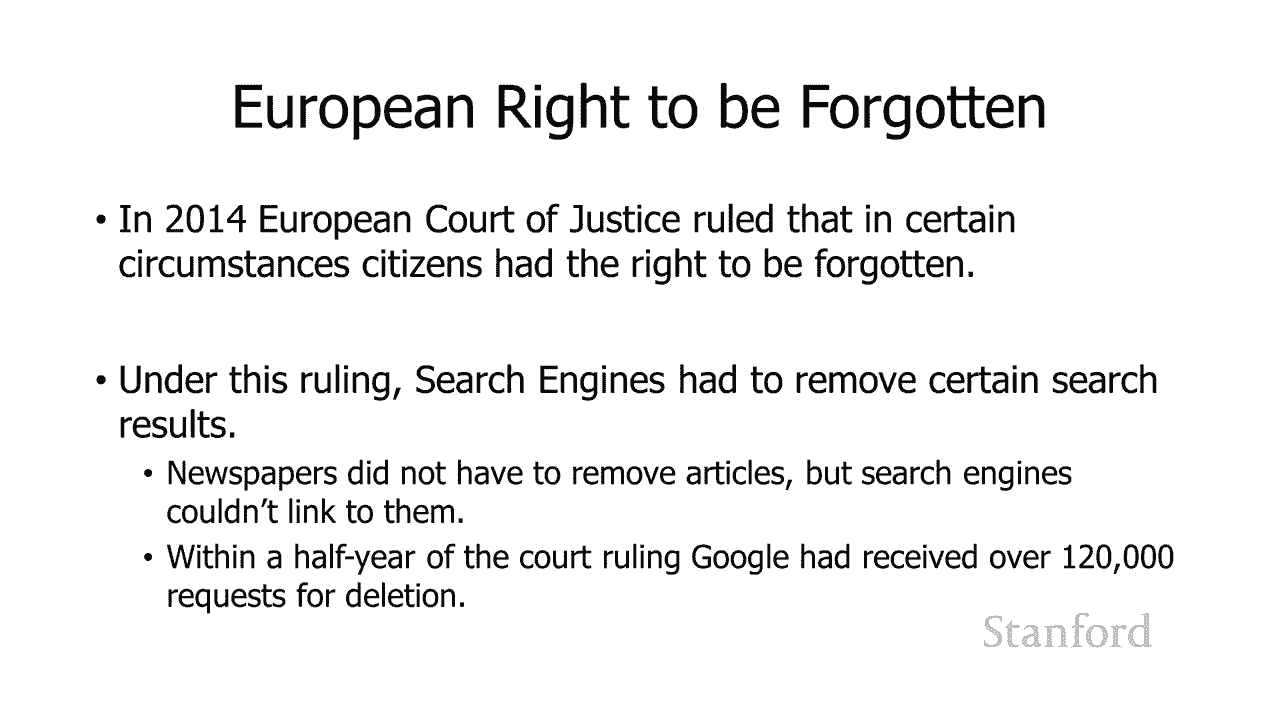 European Right to be Forgotten
• In 2014 European Court of Justice ruled that in certain
circumstances citizens had the right to be forgotten.
• Under this ruling, Search Engines had to remove certain search
results.
• Newspapers did not have to remove articles, but search engines
couldn’t link to them.
• Within a half-year of the court ruling Google had received over 120,000
requests for deletion.
Stanford